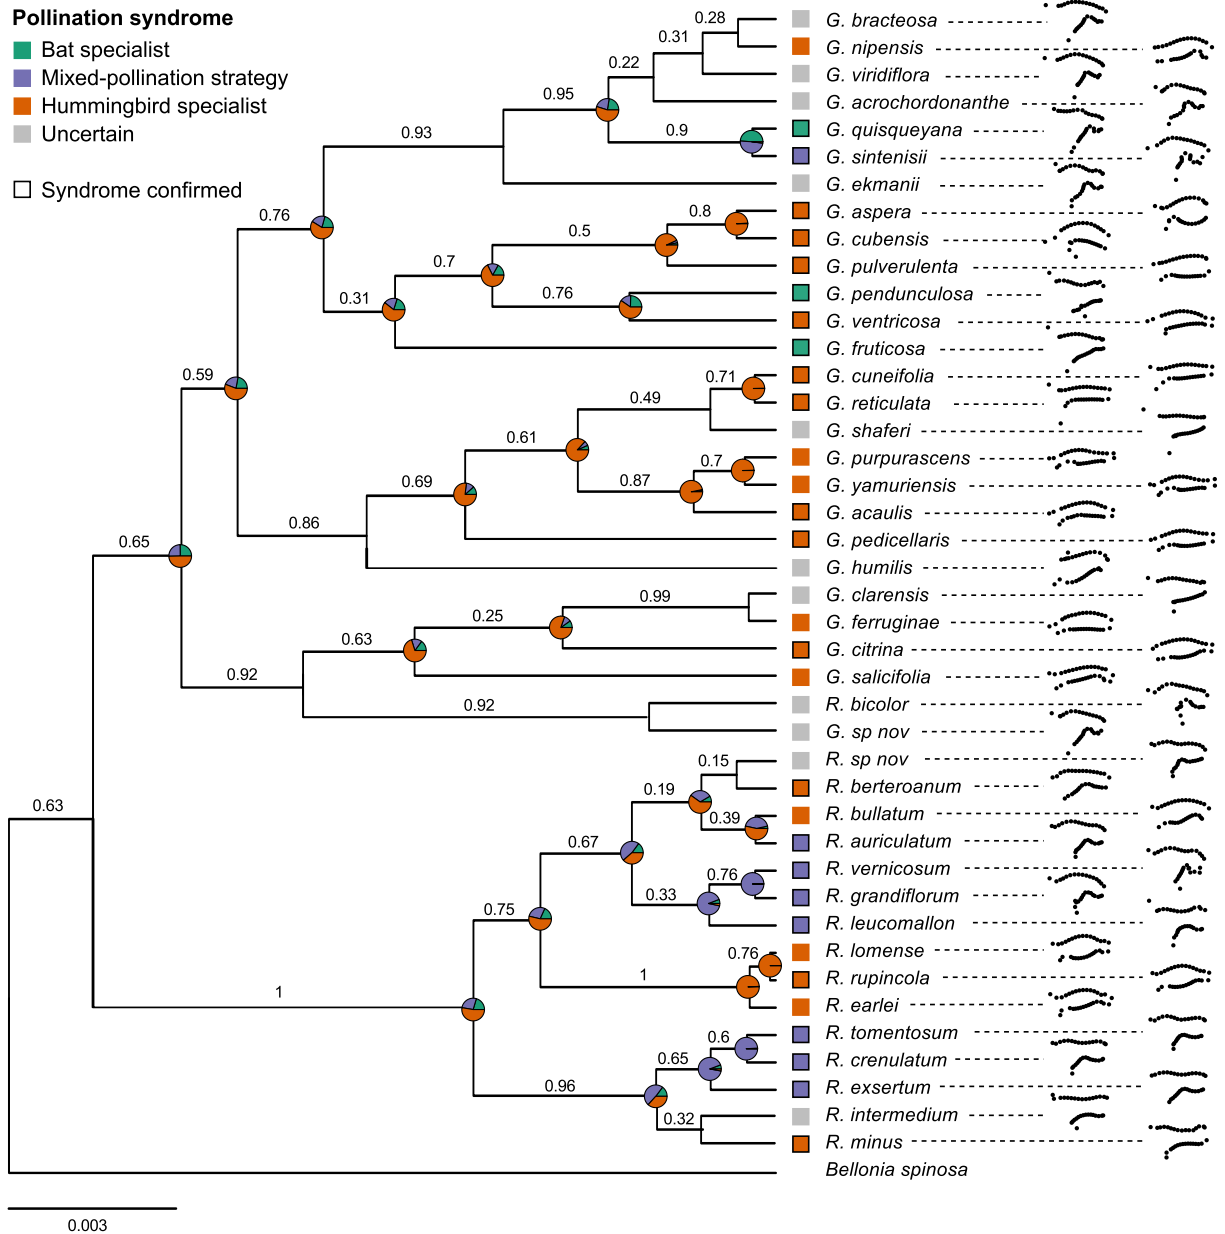 Pollination syndrome
Bat specialist
Mixed-pollination strategy
Hummingbird specialist
Uncertain
Syndrome confirmed
0.28
G. bracteosa
0.31
G. nipensis
0.22
G. viridiflora
0.95
G. acrochordonanthe
0.93
0.9
G. quisqueyana
G. sintenisii
G. ekmanii
0.76
0.8
G. aspera
0.5
G. cubensis
0.7
G. pulverulenta
0.31
0.76
G. pendunculosa
G. ventricosa
G. fruticosa
0.59
0.71
G. cuneifolia
0.49
G. reticulata
0.61
G. shaferi
0.7
G. purpurascens
0.69
0.87
G. yamuriensis
0.86
G. acaulis
0.65
G. pedicellaris
G. humilis
0.99
G. clarensis
0.25
G. ferruginae
0.63
G. citrina
0.92
G. salicifolia
0.92
R. bicolor
G. sp nov
0.15
R. sp nov
0.19
R. berteroanum
0.63
0.39
R. bullatum
0.67
R. auriculatum
0.76
R. vernicosum
0.33
R. grandiflorum
0.75
R. leucomallon
0.76
R. lomense
1
R. rupincola
1
R. earlei
0.6
R. tomentosum
0.65
R. crenulatum
0.96
R. exsertum
0.32
R. intermedium
R. minus
Bellonia spinosa
0.003